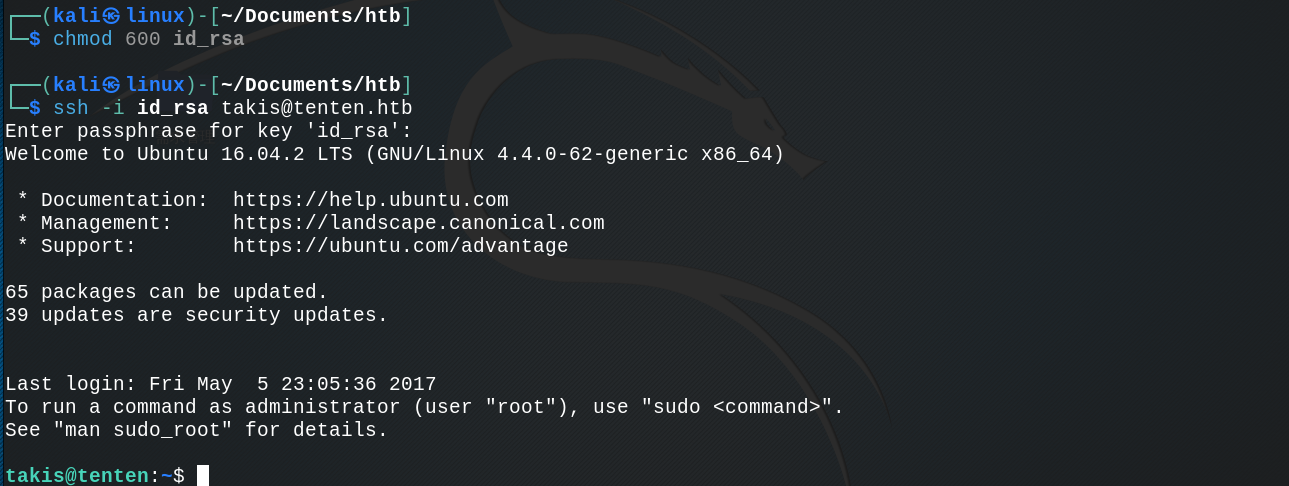 ┌──(kali㉿linux)-[~/Documents/htb]
└─$ chmod 600 id_rsa
┌──(kali㉿linux)-[~/Documents/htb]
└─$ ssh -i id_rsa takis@tenten.htb
Enter passphrase for key 'id_rsa':
Welcome to Ubuntu 16.04.2 LTS (GNU/Linux 4.4.0-62-generic x86_64)
 * Documentation:  https://help.ubuntu.com
 * Management:     https://landscape.canonical.com
 * Support:        https://ubuntu.com/advantage
65 packages can be updated.
39 updates are security updates.
Last login: Fri May  5 23:05:36 2017
To run a command as administrator (user "root"), use "sudo <command>".
See "man sudo_root" for details.
takis@tenten:~$